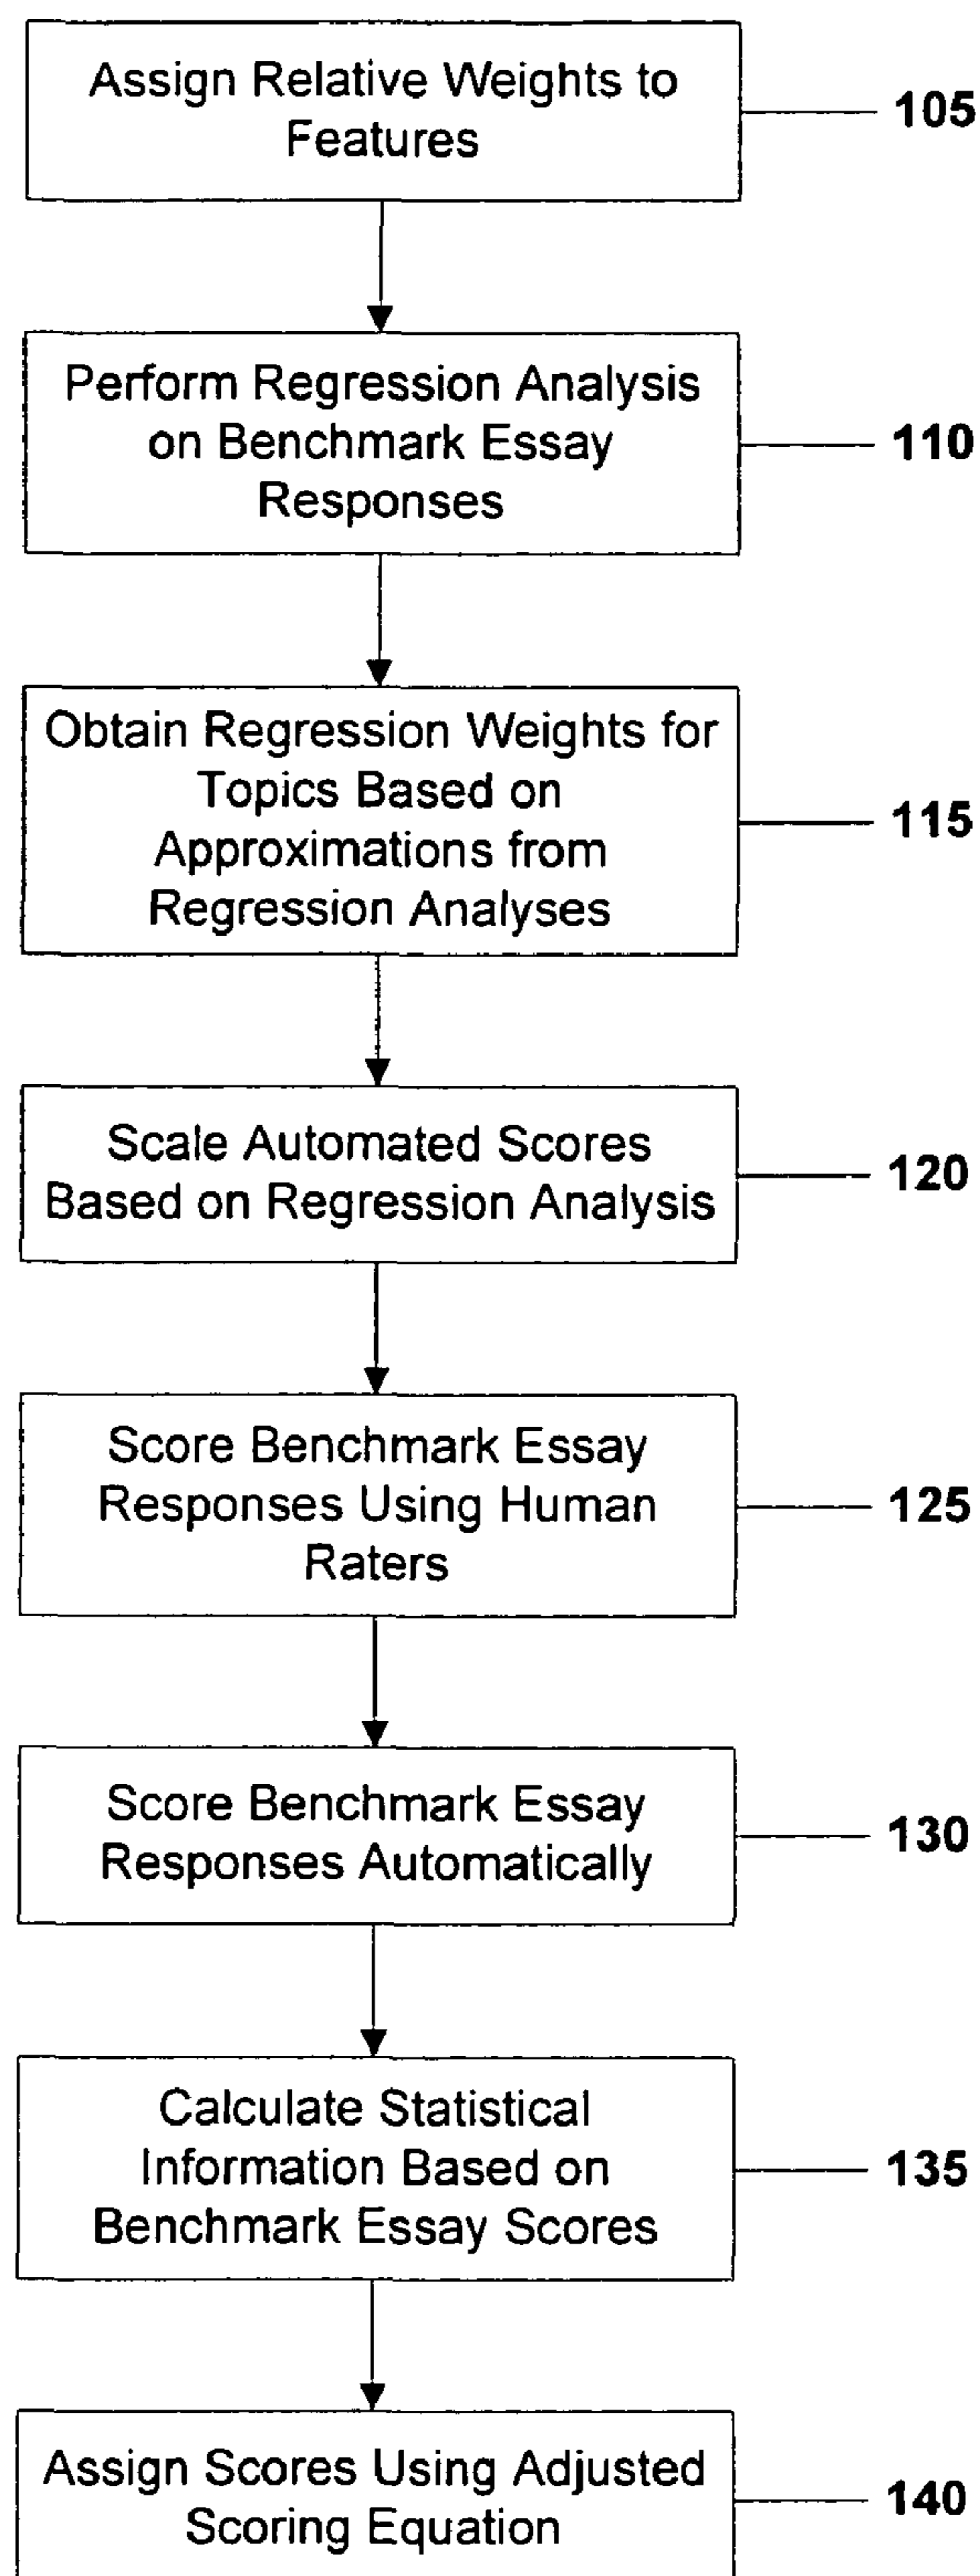 Assign Relative Weights to
Features
105
Perform Regression Analysis
on Benchmark Essay
Responses
110
Obtain Regression Weights for
Topics Based on
Approximations from
Regression Analyses
115
Scale Automated Scores
Based on Regression Analysis
120
Score Benchmark Essay
Responses Using Human
Raters
125
Score Benchmark Essay
Responses Automatically
130
Calculate Statistical
Information Based on
Benchmark Essay Scores
135
Assign Scores Using Adjusted
Scoring Equation
140